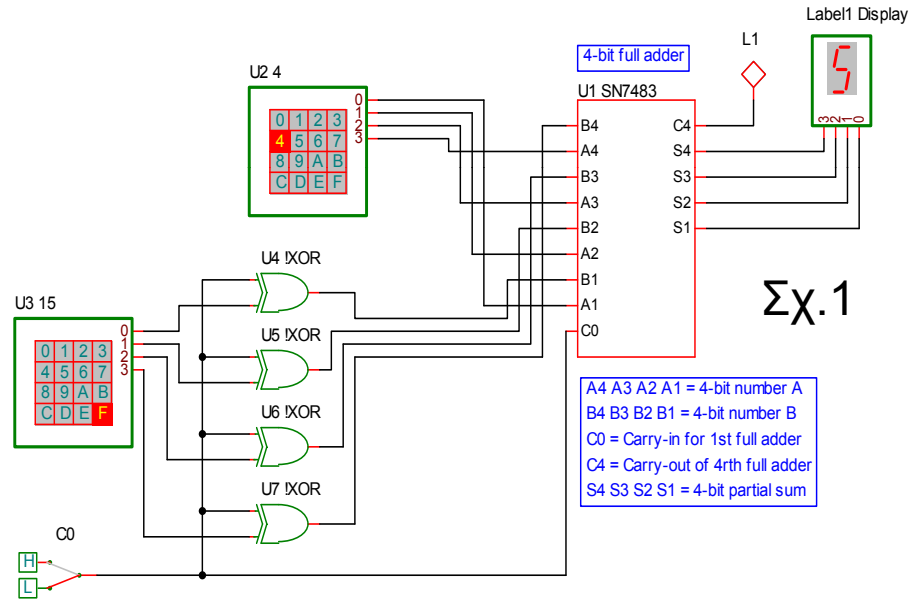 Label1 Display
L1
4-bit full adder
U2 4
U1 SN7483
0
1
2
3
0 1 2 3
4 5 6 7
8 9 A B
C D E F
B4
A4
B3
A3
B2
A2
B1
A1
C0
C4
S4
S3
S2
S1
3 2 1 0
U4 !XOR
U5 !XOR
U6 !XOR
U7 !XOR
Σχ.1
U3 15
0
1
2
3
0 1 2 3
4 5 6 7
8 9 A B
C D E F
A4 A3 A2 A1 = 4-bit number A
B4 B3 B2 B1 = 4-bit number B
C0 = Carry-in for 1st full adder
C4 = Carry-out of 4rth full adder
S4 S3 S2 S1 = 4-bit partial sum
C0
H
L